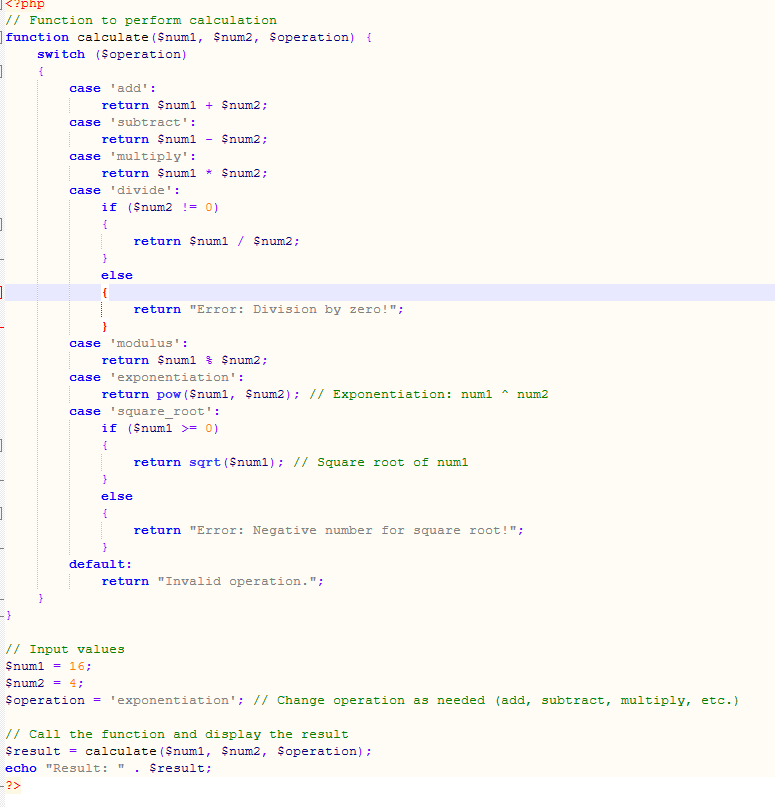 <?php
// Function to perform calculation
function calculate($num1, $num2, $operation) {
    switch ($operation)
    {
        case 'add':
            return $num1 + $num2;
        case 'subtract':
            return $num1 - $num2;
        case 'multiply':
            return $num1 * $num2;
        case 'divide':
            if ($num2 != 0)
            {
                return $num1 / $num2;
            }
            else
            {
                return "Error: Division by zero!";
            }
        case 'modulus':
            return $num1 % $num2;
        case 'exponentiation':
            return pow($num1, $num2); // Exponentiation: num1 ^ num2
        case 'square_root':
            if ($num1 >= 0)
            {
                return sqrt($num1); // Square root of num1
            }
            else
            {
                return "Error: Negative number for square root!";
            }
        default:
            return "Invalid operation.";
    }
}

// Input values
$num1 = 16;
$num2 = 4;
$operation = 'exponentiation'; // Change operation as needed (add, subtract, multiply, etc.)

// Call the function and display the result
$result = calculate($num1, $num2, $operation);
echo "Result: " . $result;
?>